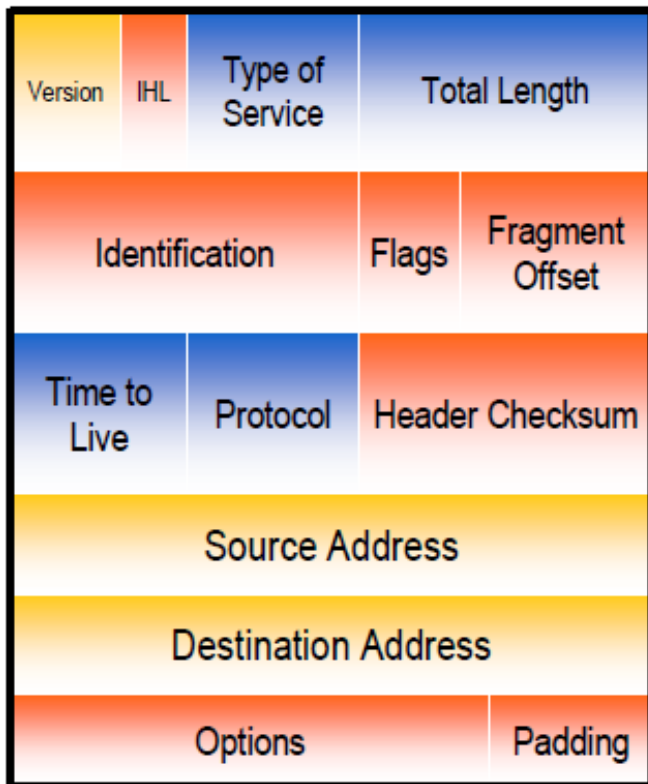 Version
IHL
Type of
Service
Total Length
Identification
Flags
Fragment
Offset
Time to
Live
Protocol
Header Checksum
Source Address
Destination Address
Options
Padding